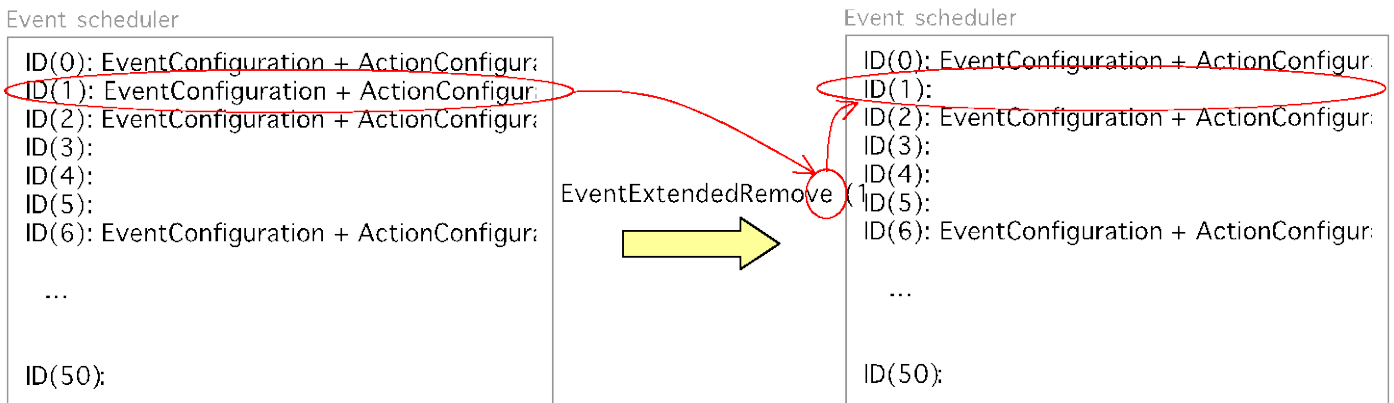 Event scheduler
ID(0): EventConfiguration + ActionConfigura
ID(1): EventConfiguration + ActionConfigura
ID(2): EventConfiguration + ActionConfigura
ID(3):
ID(4):
ID(5):
ID(6): EventConfiguration + ActionConfigura
...
ID(50):
EventExtendedRemove (1
Event scheduler
ID(0): EventConfiguration + ActionConfigur
ID(1):
ID(2): EventConfiguration + ActionConfigur
ID(3):
ID(4):
ID(5):
ID(6): EventConfiguration + ActionConfigur
...
ID(50):